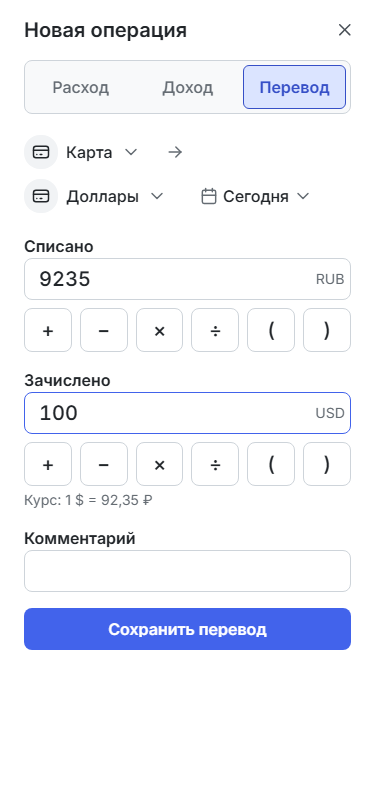 Новая операция
Расход Доход Перевод
Карта →
Доллары Сегодня
Списано
9235 RUB
+ − × ÷ ( )
Зачислено
100 USD
+ − × ÷ ( )
Курс: 1 $ = 92,35 ₽
Комментарий
Сохранить перевод